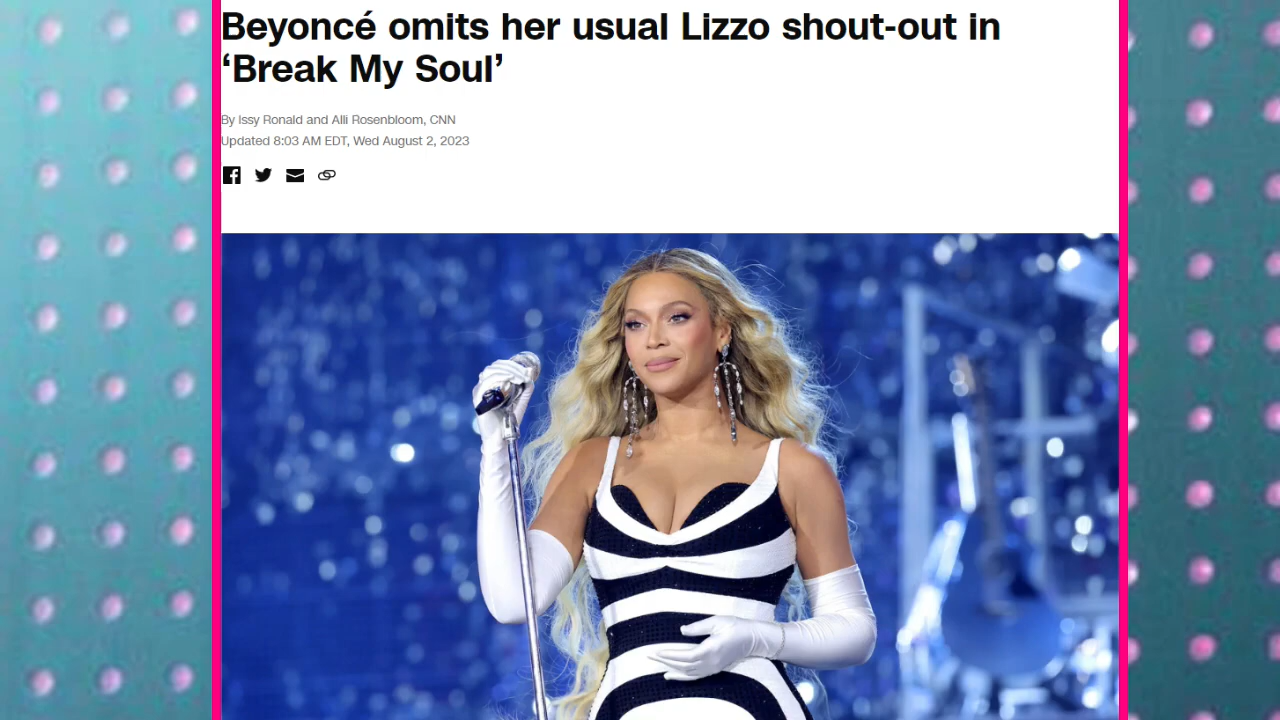 Beyoncé omits her usual Lizzo shout-out in
‘Break My Soul’
By Issy Ronald and Alli Rosenbloom, CNN
Updated 8:03 AM EDT, Wed August 2, 2023